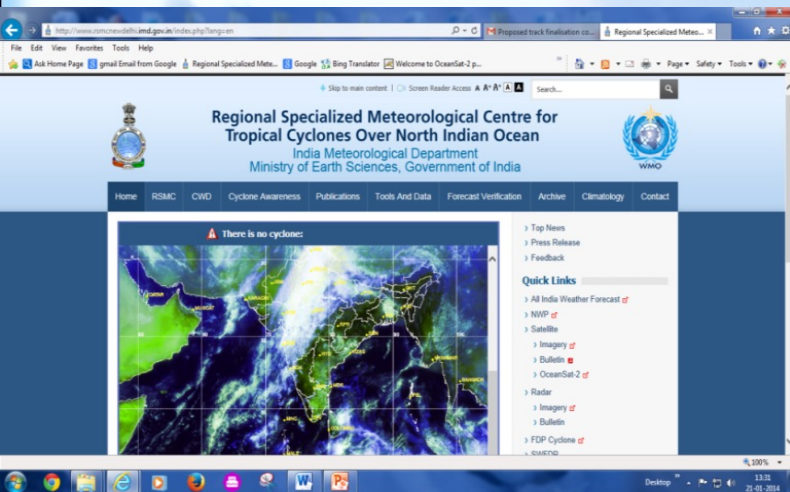 http://www.rsmcnewdelhi.imd.gov.in/index.php?lang=en
Proposed track finalisation co...
Regional Specialized Meteo...
File Edit View Favorites Tools Help
Ask Home Page gmail Email from Google Regional Specialized Mete... Google Bing Translator Welcome to OceanSat-2 p...
Page Safety Tools
Skip to main content | Screen Reader Access A A+ A+ A A
Search...
Regional Specialized Meteorological Centre for
Tropical Cyclones Over North Indian Ocean
India Meteorological Department
Ministry of Earth Sciences, Government of India
WMO
Home RSMC CWD Cyclone Awareness Publications Tools And Data Forecast Verification Archive Climatology Contact
There is no cyclone:
Top News
Press Release
Feedback
Quick Links
All India Weather Forecast
NWP
Satellite
Imagery
Bulletin
OceanSat-2
Radar
Imagery
Bulletin
FDP Cyclone
SWFDP
100%
Desktop
13:31
21-01-2014